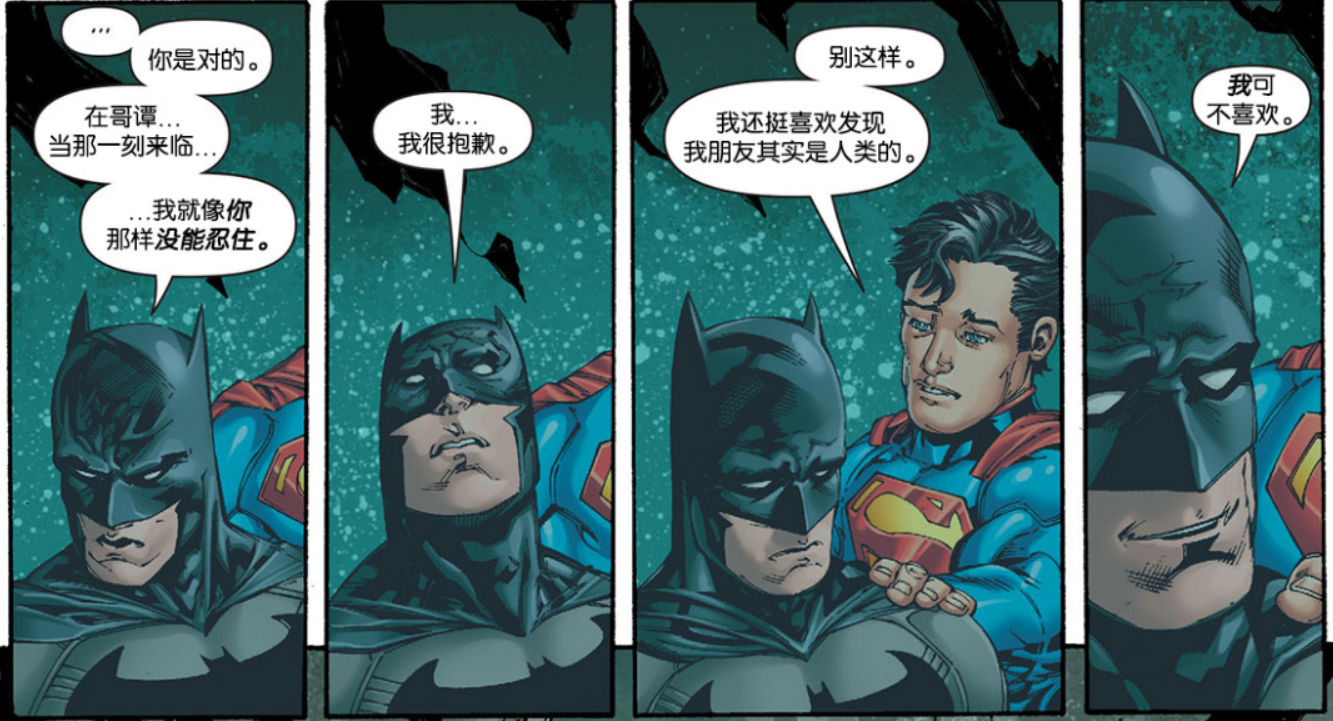 ...
你是对的。
在哥谭...
当那一刻来临...
...我就像你
那样没能忍住。
我...
我很抱歉。
别这样。
我还挺喜欢发现
我朋友其实是人类的。
我可
不喜欢。